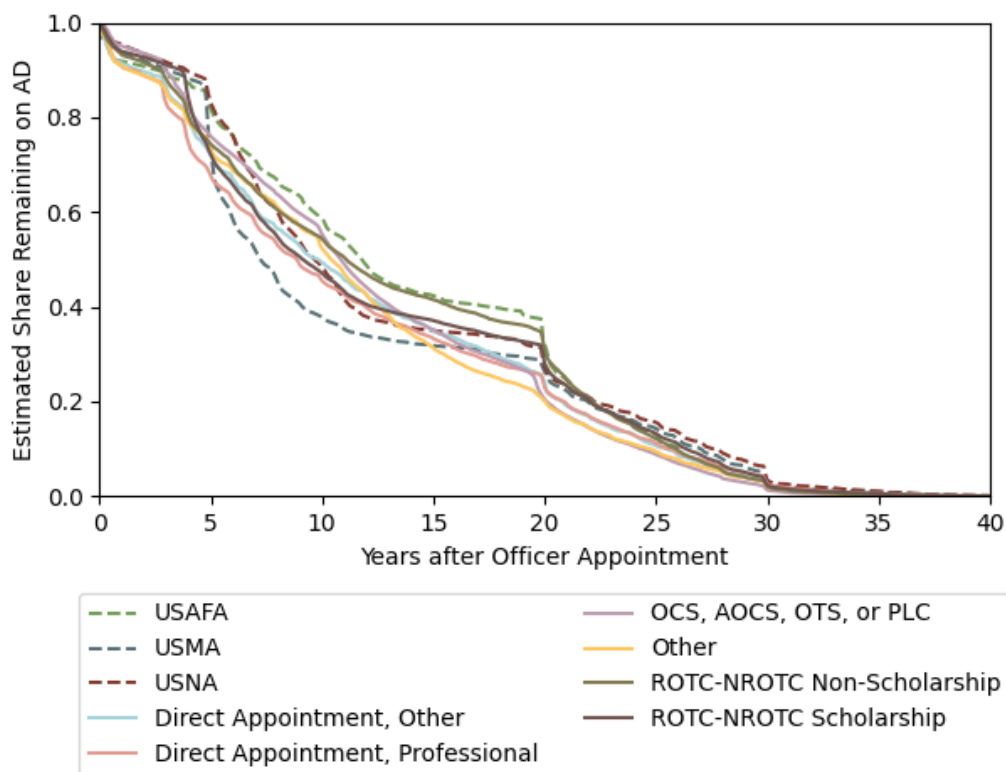 Estimated Share Remaining on AD
1.0
0.8
0.6
0.4
0.2
0.0
0 5 10 15 20 25 30 35 40
Years after Officer Appointment
USAFA
USMA
USNA
Direct Appointment, Other
Direct Appointment, Professional
OCS, AOCS, OTS, or PLC
Other
ROTC-NROTC Non-Scholarship
ROTC-NROTC Scholarship